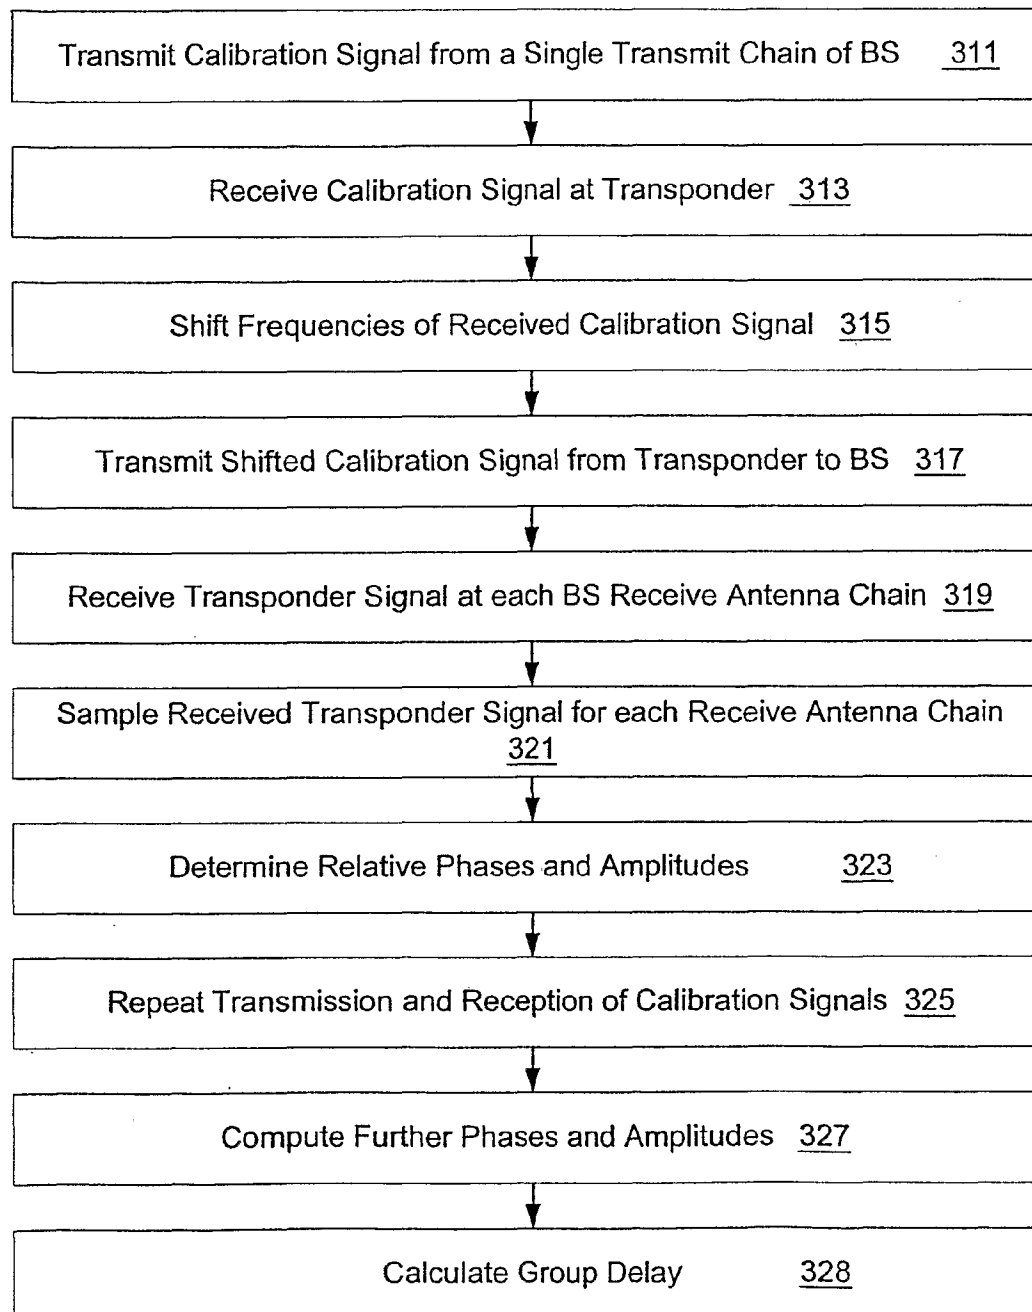 Transmit Calibration Signal from a Single Transmit Chain of BS 311
Receive Calibration Signal at Transponder 313
Shift Frequencies of Received Calibration Signal 315
Transmit Shifted Calibration Signal from Transponder to BS 317
Receive Transponder Signal at each BS Receive Antenna Chain 319
Sample Received Transponder Signal for each Receive Antenna Chain
321
Determine Relative Phases and Amplitudes 323
Repeat Transmission and Reception of Calibration Signals 325
Compute Further Phases and Amplitudes 327
Calculate Group Delay 328